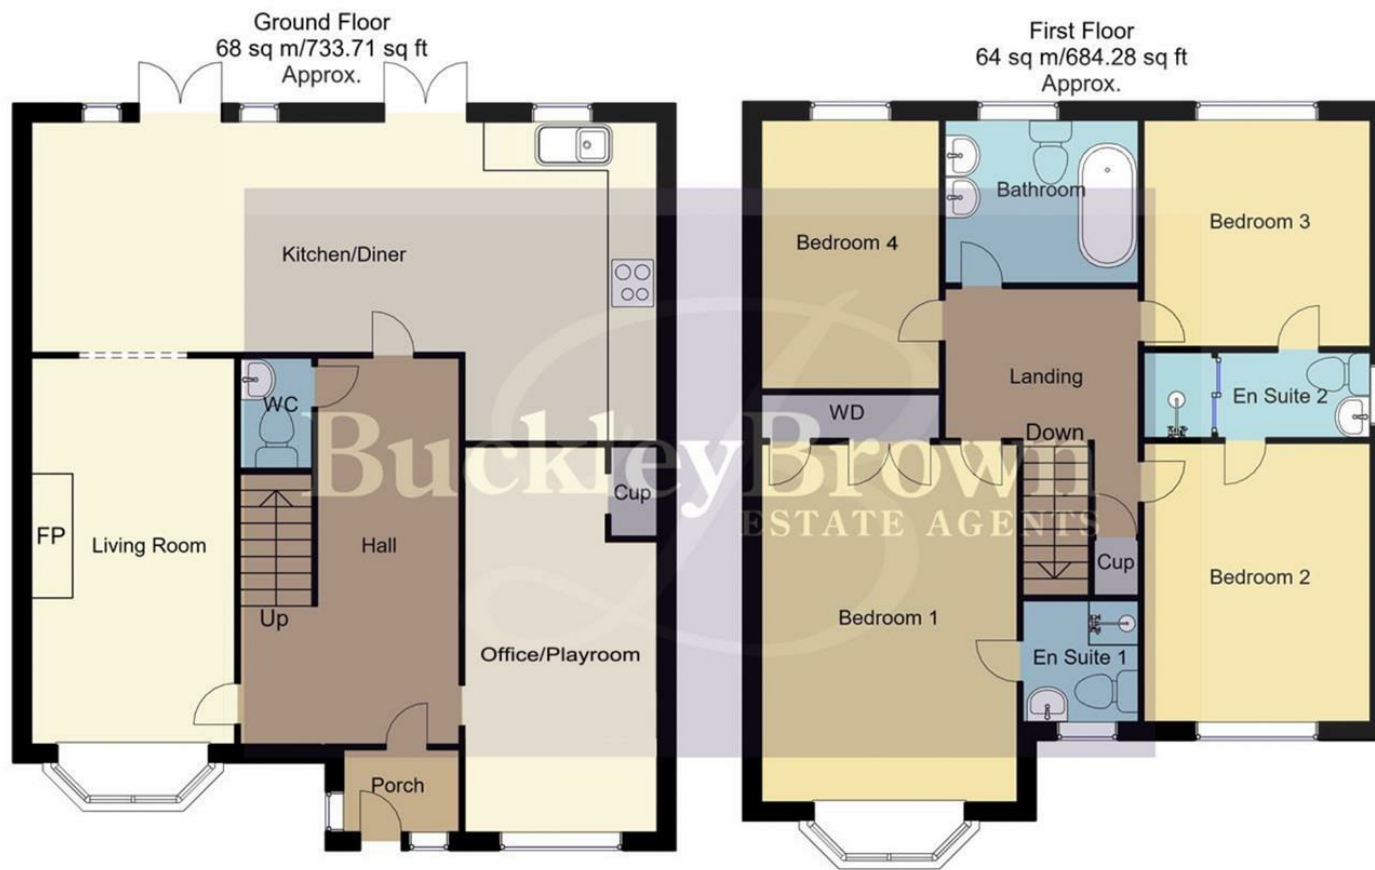 Ground Floor
68 sq m/733.71 sq ft
Approx.
Kitchen/Diner
WC
FP
Living Room
Hall
Up
Cup
Office/Playroom
Porch
First Floor
64 sq m/684.28 sq ft
Approx.
Bathroom
Bedroom 4
Bedroom 3
Landing
En Suite 2
WD
Down
Cup
Bedroom 2
Bedroom 1
En Suite 1
BuckleyBrown
ESTATE AGENTS